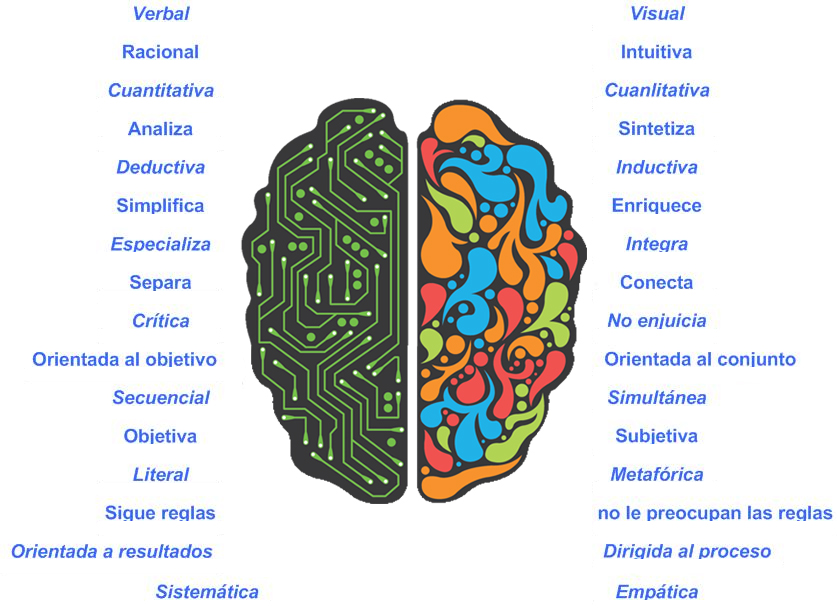 Verbal
Visual
Racional
Intuitiva
Cuantitativa
Cuanlitativa
Analiza
Sintetiza
Deductiva
Inductiva
Simplifica
Enriquece
Especializa
Integra
Separa
Conecta
Crítica
No enjuicia
Orientada al objetivo
Orientada al conjunto
Secuencial
Simultánea
Objetiva
Subjetiva
Literal
Metafórica
Sigue reglas
no le preocupan las reglas
Orientada a resultados
Dirigida al proceso
Sistemática
Empática